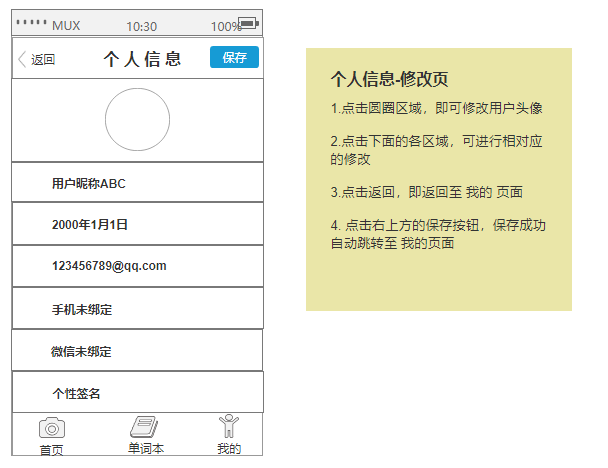 MUX 10:30 100%
返回 个人信息 保存
用户昵称ABC
2000年1月1日
123456789@qq.com
手机未绑定
微信未绑定
个性签名
首页 单词本 我的
个人信息-修改页
1.点击圆圈区域，即可修改用户头像
2.点击下面的各区域，可进行相对应
的修改
3.点击返回，即返回至 我的 页面
4. 点击右上方的保存按钮，保存成功
自动跳转至 我的页面